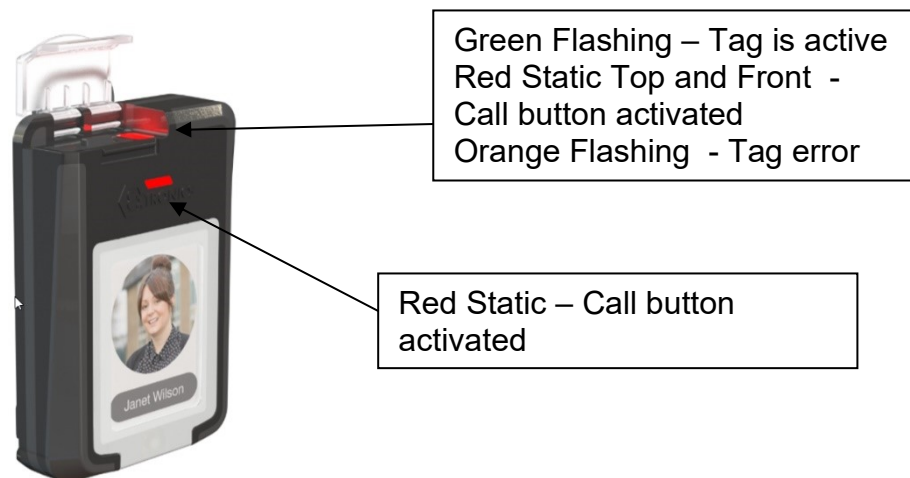 Green Flashing – Tag is active
Red Static Top and Front -
Call button activated
Orange Flashing - Tag error
Red Static – Call button
activated
Janet Wilson